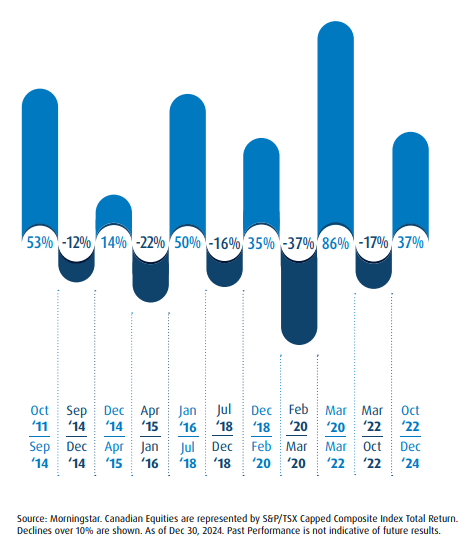 53% -12% 14% -22% 50% -16% 35% -37% 86% -17% 37%
Oct Sep Dec Apr Jan Jul Dec Feb Mar Mar Oct
‘11 ‘14 ‘14 ‘15 ‘16 ‘18 ‘18 ‘20 ‘20 ‘22 ‘22
Sep Dec Apr Jan Jul Dec Feb Mar Mar Oct Dec
‘14 ‘14 ‘15 ‘16 ‘18 ‘18 ‘20 ‘20 ‘22 ‘22 ‘24
Source: Morningstar. Canadian Equities are represented by S&P/TSX Capped Composite Index Total Return.
Declines over 10% are shown. As of Dec 30, 2024. Past Performance is not indicative of future results.